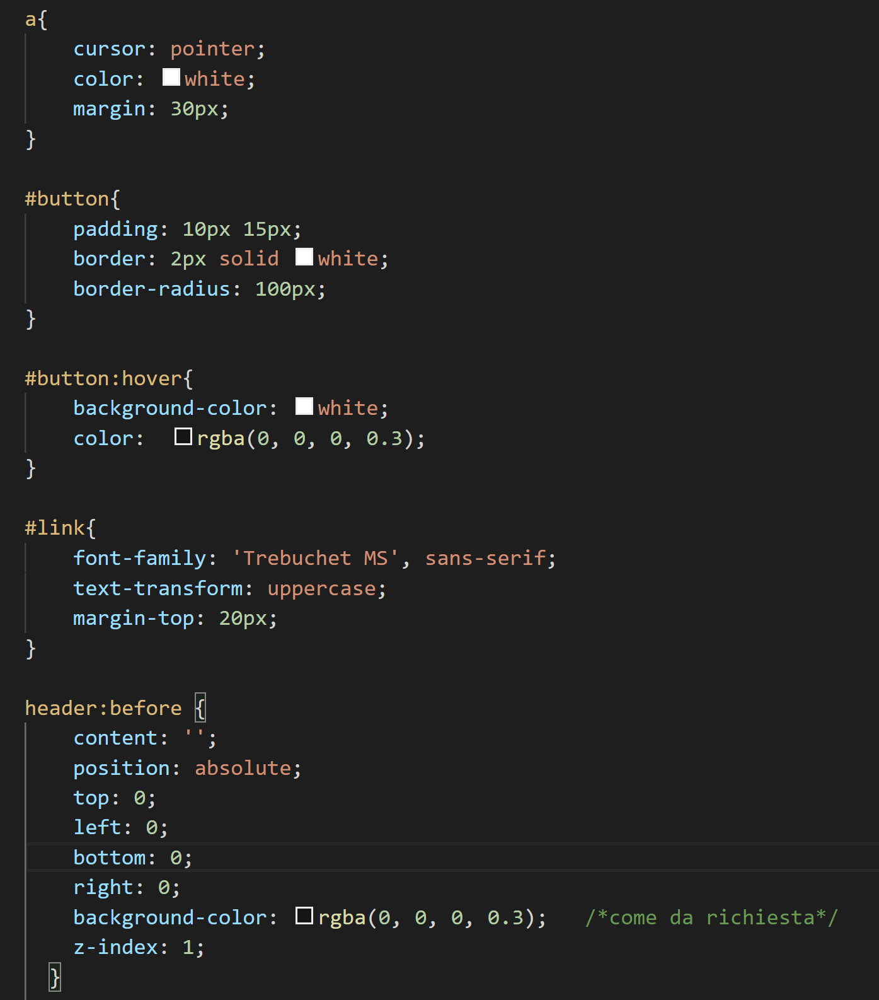 a{
    cursor: pointer;
    color: white;
    margin: 30px;
}
#button{
    padding: 10px 15px;
    border: 2px solid white;
    border-radius: 100px;
}
#button:hover{
    background-color: white;
    color:  rgba(0, 0, 0, 0.3);
}
#link{
    font-family: 'Trebuchet MS', sans-serif;
    text-transform: uppercase;
    margin-top: 20px;
}
header:before {
    content: '';
    position: absolute;
    top: 0;
    left: 0;
    bottom: 0;
    right: 0;
    background-color: rgba(0, 0, 0, 0.3);   /*come da richiesta*/
    z-index: 1;
  }